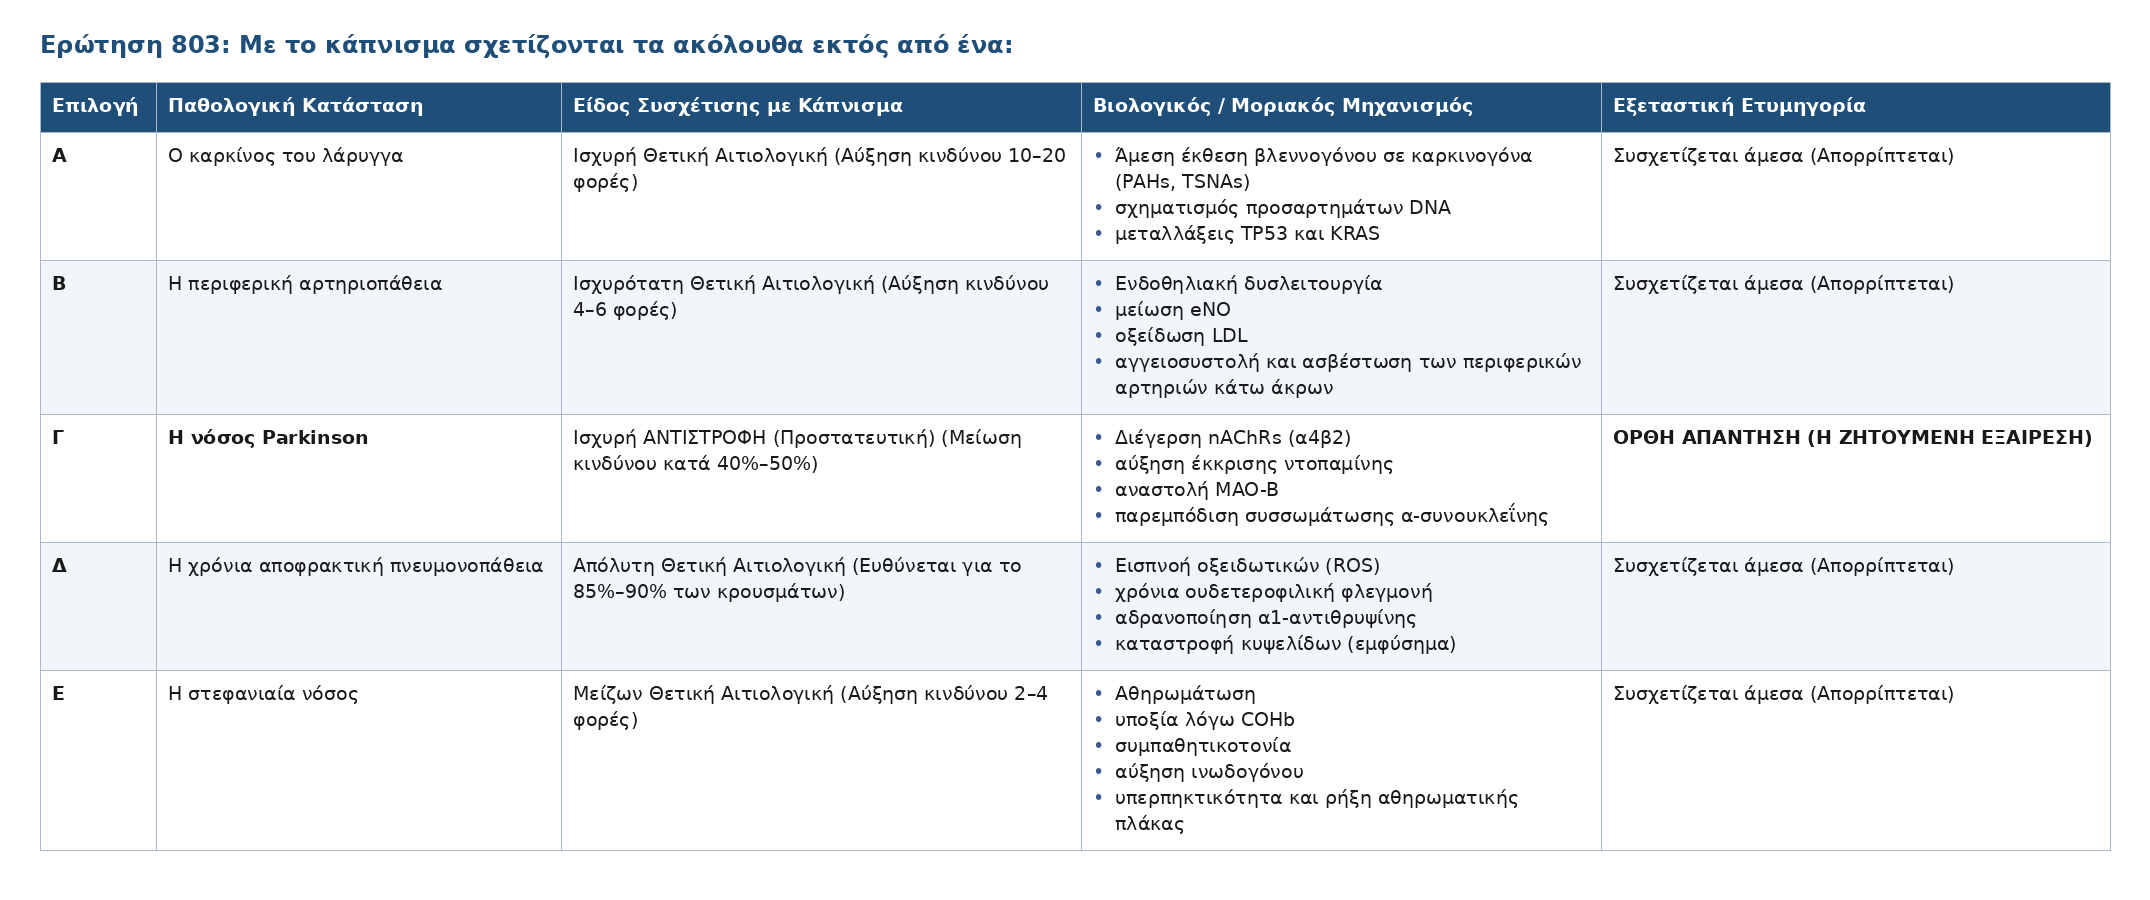 Ερώτηση 803: Με το κάπνισμα σχετίζονται τα ακόλουθα εκτός από ένα:
Επιλογή Παθολογική Κατάσταση Είδος Συσχέτισης με Κάπνισμα Βιολογικός / Μοριακός Μηχανισμός Εξεταστική Ετυμηγορία
Α Ο καρκίνος του λάρυγγα Ισχυρή Θετική Αιτιολογική (Αύξηση κινδύνου 10–20 • Άμεση έκθεση βλεννογόνου σε καρκινογόνα Συσχετίζεται άμεσα (Απορρίπτεται)
φορές) (PAHs, TSNAs)
• σχηματισμός προσαρτημάτων DNA
• μεταλλάξεις TP53 και KRAS
Β Η περιφερική αρτηριοπάθεια Ισχυρότατη Θετική Αιτιολογική (Αύξηση κινδύνου • Ενδοθηλιακή δυσλειτουργία Συσχετίζεται άμεσα (Απορρίπτεται)
4–6 φορές) • μείωση eNO
• οξείδωση LDL
• αγγειοσυστολή και ασβέστωση των περιφερικών
αρτηριών κάτω άκρων
Γ Η νόσος Parkinson Ισχυρή ΑΝΤΙΣΤΡΟΦΗ (Προστατευτική) (Μείωση • Διέγερση nAChRs (α4β2) ΟΡΘΗ ΑΠΑΝΤΗΣΗ (Η ΖΗΤΟΥΜΕΝΗ ΕΞΑΙΡΕΣΗ)
κινδύνου κατά 40%–50%) • αύξηση έκκρισης ντοπαμίνης
• αναστολή MAO-B
• παρεμπόδιση συσσωμάτωσης α-συνουκλεΐνης
Δ Η χρόνια αποφρακτική πνευμονοπάθεια Απόλυτη Θετική Αιτιολογική (Ευθύνεται για το • Εισπνοή οξειδωτικών (ROS) Συσχετίζεται άμεσα (Απορρίπτεται)
85%–90% των κρουσμάτων) • χρόνια ουδετεροφιλική φλεγμονή
• αδρανοποίηση α1-αντιθρυψίνης
• καταστροφή κυψελίδων (εμφύσημα)
Ε Η στεφανιαία νόσος Μείζων Θετική Αιτιολογική (Αύξηση κινδύνου 2–4 • Αθηρωμάτωση Συσχετίζεται άμεσα (Απορρίπτεται)
φορές) • υποξία λόγω COHb
• συμπαθητικοτονία
• αύξηση ινωδογόνου
• υπερπηκτικότητα και ρήξη αθηρωματικής
πλάκας